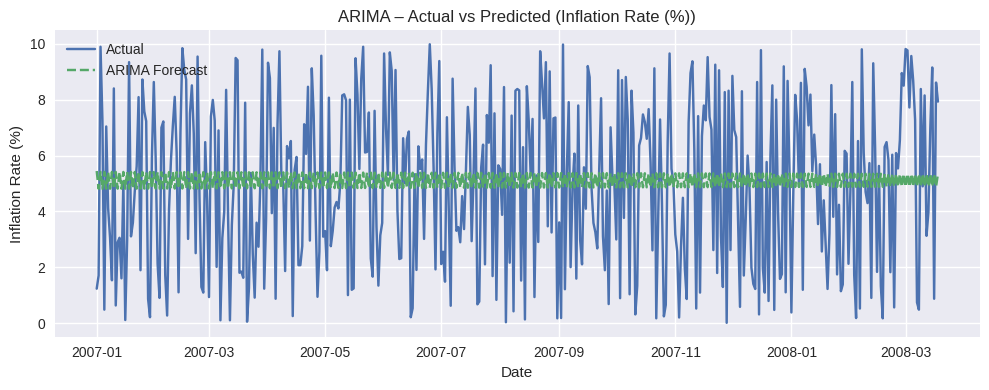 ARIMA – Actual vs Predicted (Inflation Rate (%))
Actual
ARIMA Forecast
Inflation Rate (%)
10
8
6
4
2
0
2007-01 2007-03 2007-05 2007-07 2007-09 2007-11 2008-01 2008-03
Date